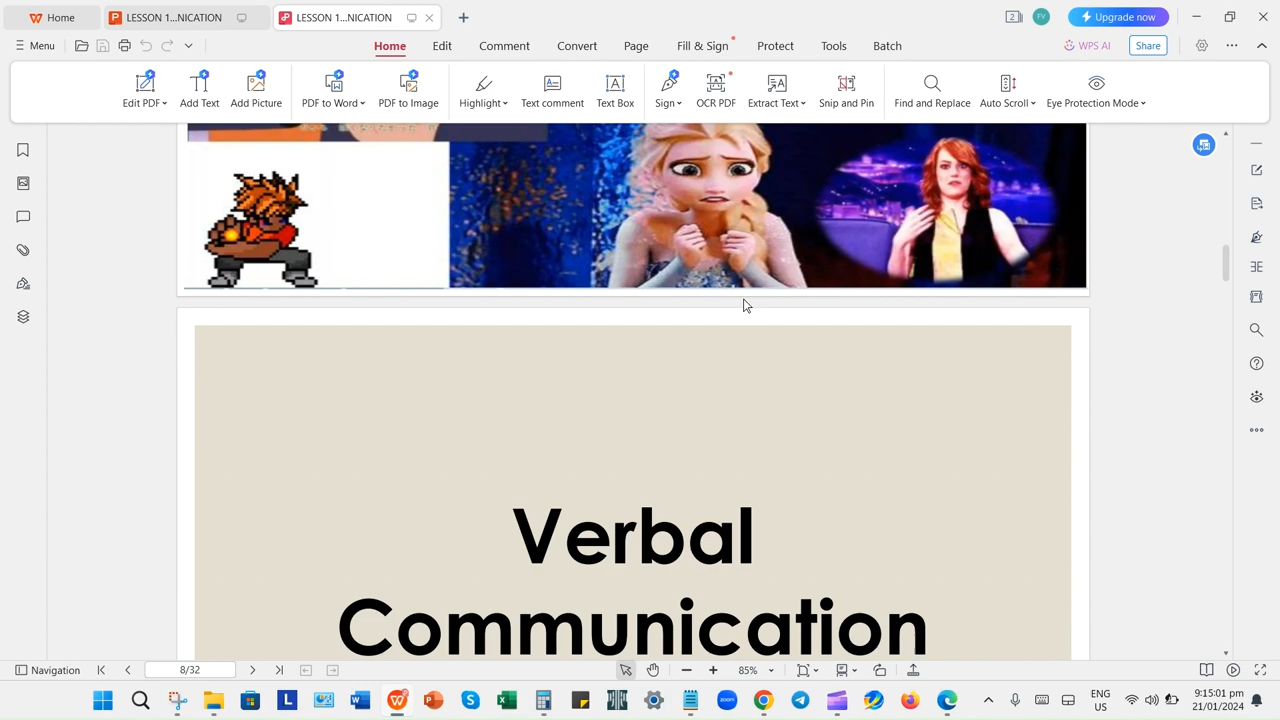 Home
LESSON 1...NICATION
LESSON 1...NICATION
2
FV
Upgrade now
Menu
Home
Edit
Comment
Convert
Page
Fill & Sign
Protect
Tools
Batch
WPS AI
Share
Edit PDF
Add Text
Add Picture
PDF to Word
PDF to Image
Highlight
Text comment
Text Box
Sign
OCR PDF
Extract Text
Snip and Pin
Find and Replace
Auto Scroll
Eye Protection Mode
Verbal
Communication
Navigation
8/32
85%
ENG
US
9:15:01 pm
21/01/2024